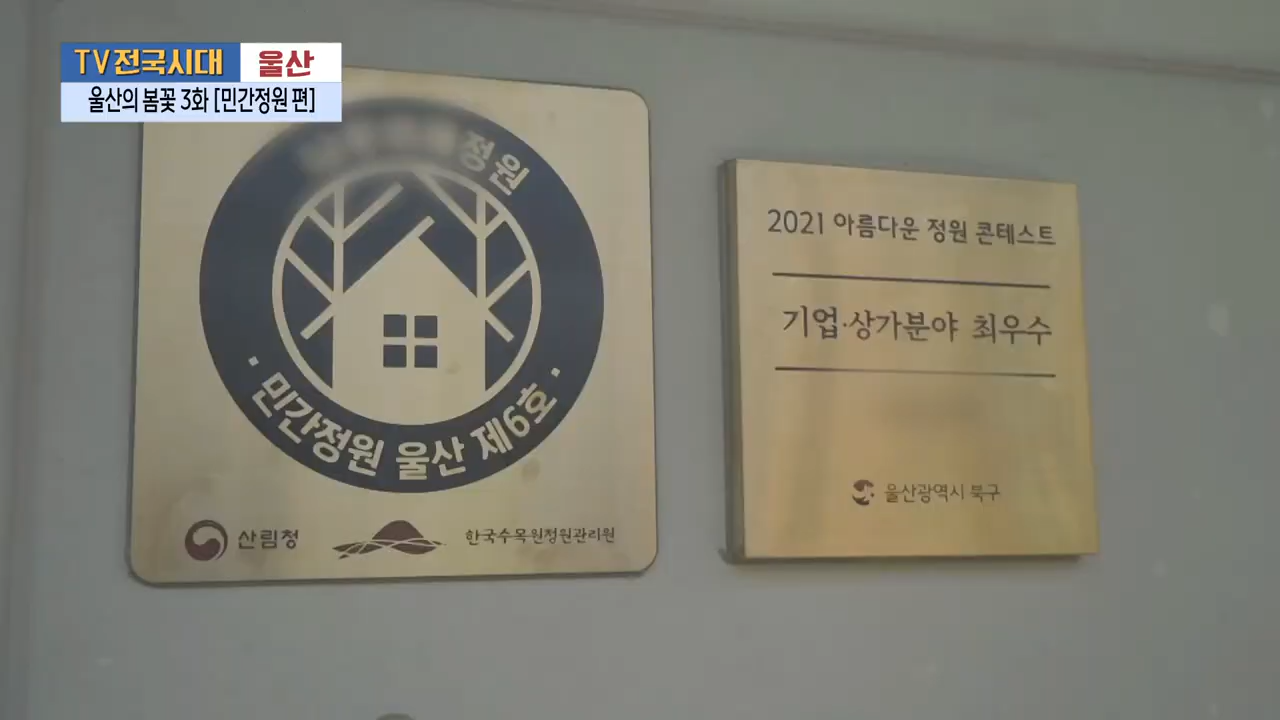 TV전국시대 울산
울산의 봄꽃 3화 [민간정원 편]
정원
· 민간정원 울산 제6호 ·
산림청
한국수목원정원관리원
2021 아름다운 정원 콘테스트
기업·상가분야 최우수
울산광역시 북구